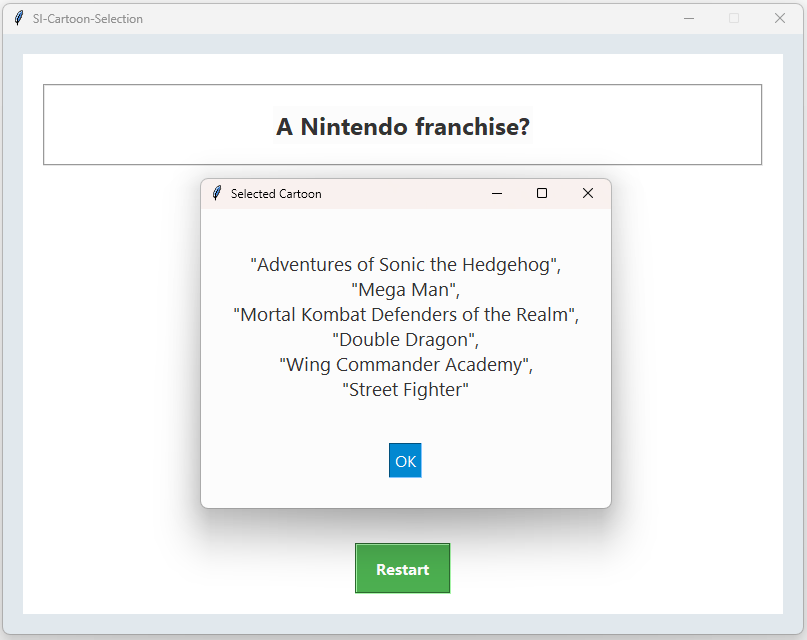 SI-Cartoon-Selection
A Nintendo franchise?
Selected Cartoon
"Adventures of Sonic the Hedgehog",
"Mega Man",
"Mortal Kombat Defenders of the Realm",
"Double Dragon",
"Wing Commander Academy",
"Street Fighter"
OK
Restart